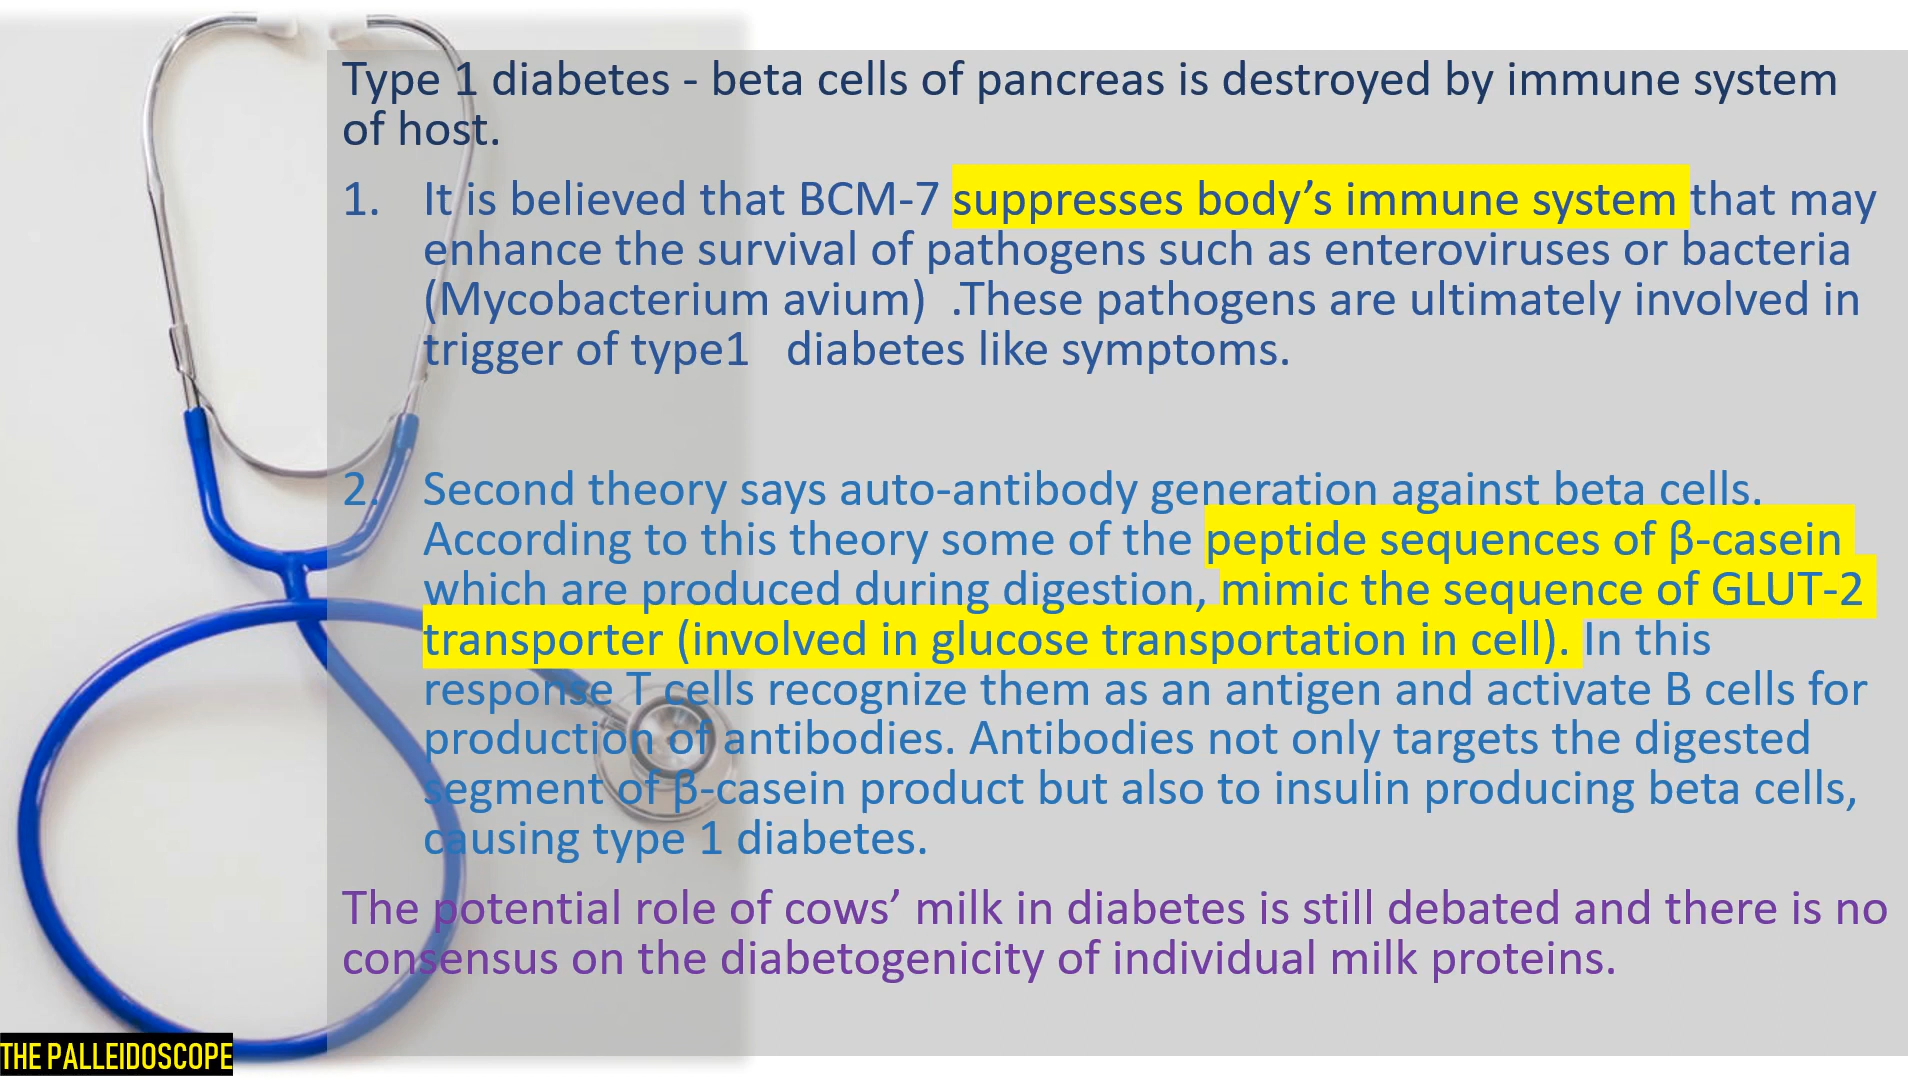 Type 1 diabetes - beta cells of pancreas is destroyed by immune system
of host.
1. It is believed that BCM-7 suppresses body’s immune system that may
enhance the survival of pathogens such as enteroviruses or bacteria
(Mycobacterium avium) .These pathogens are ultimately involved in
trigger of type1 diabetes like symptoms.
2. Second theory says auto-antibody generation against beta cells.
According to this theory some of the peptide sequences of β-casein
which are produced during digestion, mimic the sequence of GLUT-2
transporter (involved in glucose transportation in cell). In this
response T cells recognize them as an antigen and activate B cells for
production of antibodies. Antibodies not only targets the digested
segment of β-casein product but also to insulin producing beta cells,
causing type 1 diabetes.
The potential role of cows’ milk in diabetes is still debated and there is no
consensus on the diabetogenicity of individual milk proteins.
THE PALLEIDOSCOPE